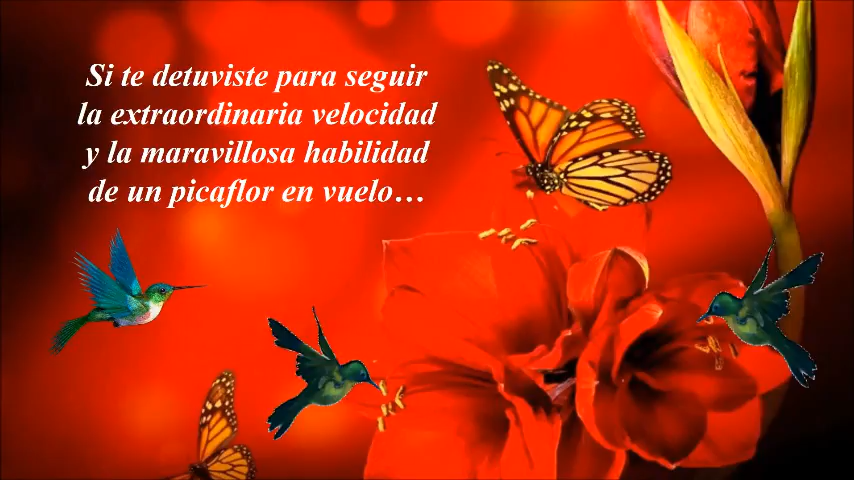 Si te detuviste para seguir
la extraordinaria velocidad
y la maravillosa habilidad
de un picaflor en vuelo…